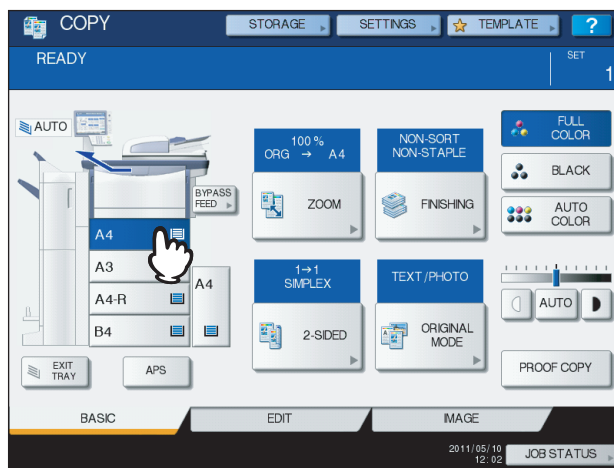 COPY
STORAGE
SETTINGS
TEMPLATE
?
READY
SET
1
AUTO
100 %
ORG → A4
ZOOM
NON-SORT
NON-STAPLE
FINISHING
FULL
COLOR
BLACK
AUTO
COLOR
BYPASS
FEED
A4
A3
A4-R
B4
A4
1→1
SIMPLEX
2-SIDED
TEXT/PHOTO
ORIGINAL
MODE
AUTO
EXIT
TRAY
APS
PROOF COPY
BASIC
EDIT
IMAGE
2011/05/10
12:02
JOB STATUS